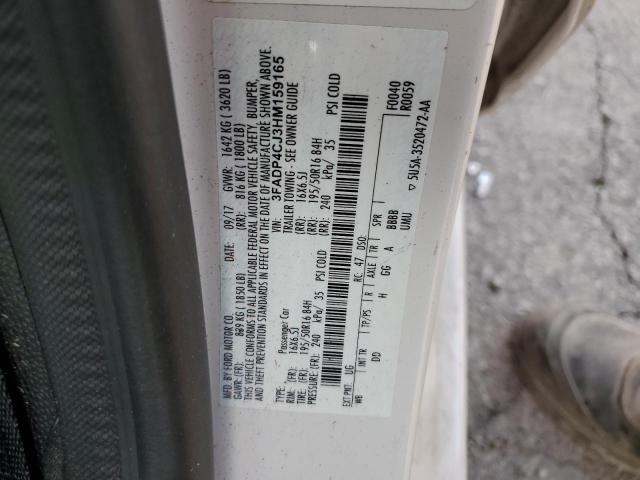 MFD. BY FORD MOTOR CO.
09/17 GVWR: 1642 KG ( 3620 LB)
GAWR: FR: 839 KG ( 1850 LB) (RR): 816 KG ( 1800 LB)
THIS VEHICLE CONFORMS TO ALL APPLICABLE FEDERAL MOTOR VEHICLE SAFETY, BUMPER,
AND THEFT PREVENTION STANDARDS IN EFFECT ON THE DATE OF MANUFACTURE SHOWN ABOVE.
VIN: 3FADP4CJ3HM159165
TYPE: Passenger Car TRAILER TOWING - SEE OWNER GUIDE
RIM: (FR): 16X6.5J (RR): 16X6.5J
TIRE: (FR): 195/50R16 84H (RR): 195/50R16 84H
PRESSURE: (FR): 240 kPa/ 35 PSI COLD (RR): 240 kPa/ 35 PSI COLD
EXT PNT: UG RC: 47 DSO: F0040
WB INT TR TP/PS R AXLE TR SPR R0059
DD H GG A BBBB
UMU ▽ 5U5A-3520472-AA